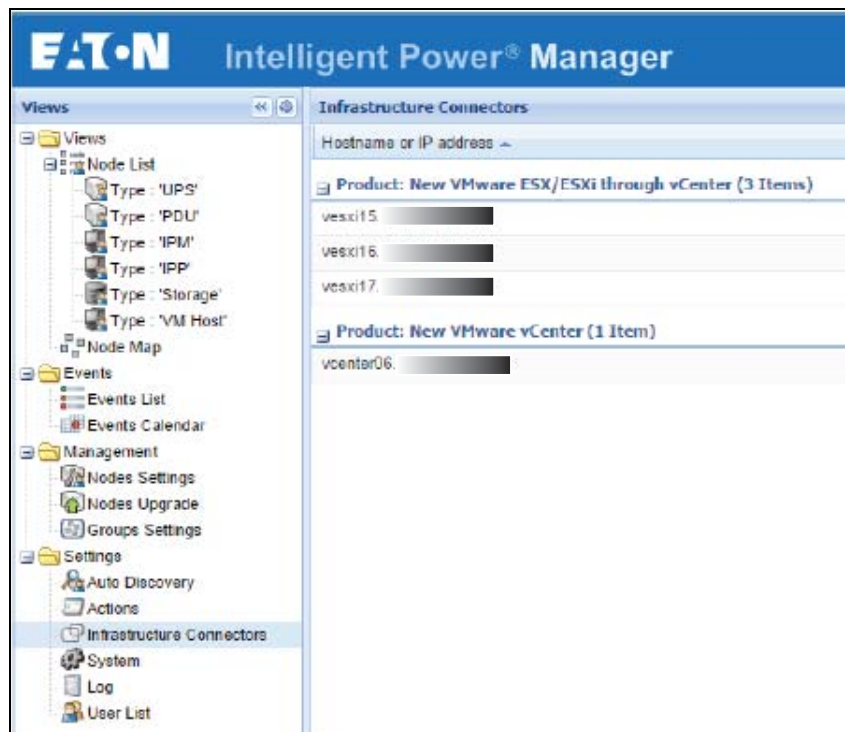 EATON Intelligent Power® Manager
Views
Views
Node List
Type : 'UPS'
Type : 'PDU'
Type : 'IPM'
Type : 'IPP'
Type : 'Storage'
Type : 'VM Host'
Node Map
Events
Events List
Events Calendar
Management
Nodes Settings
Nodes Upgrade
Groups Settings
Settings
Auto Discovery
Actions
Infrastructure Connectors
System
Log
User List
Infrastructure Connectors
Hostname or IP address
Product: New VMware ESX/ESXi through vCenter (3 Items)
vesxi15.
vesxi16.
vesxi17.
Product: New VMware vCenter (1 Item)
vcenter06.